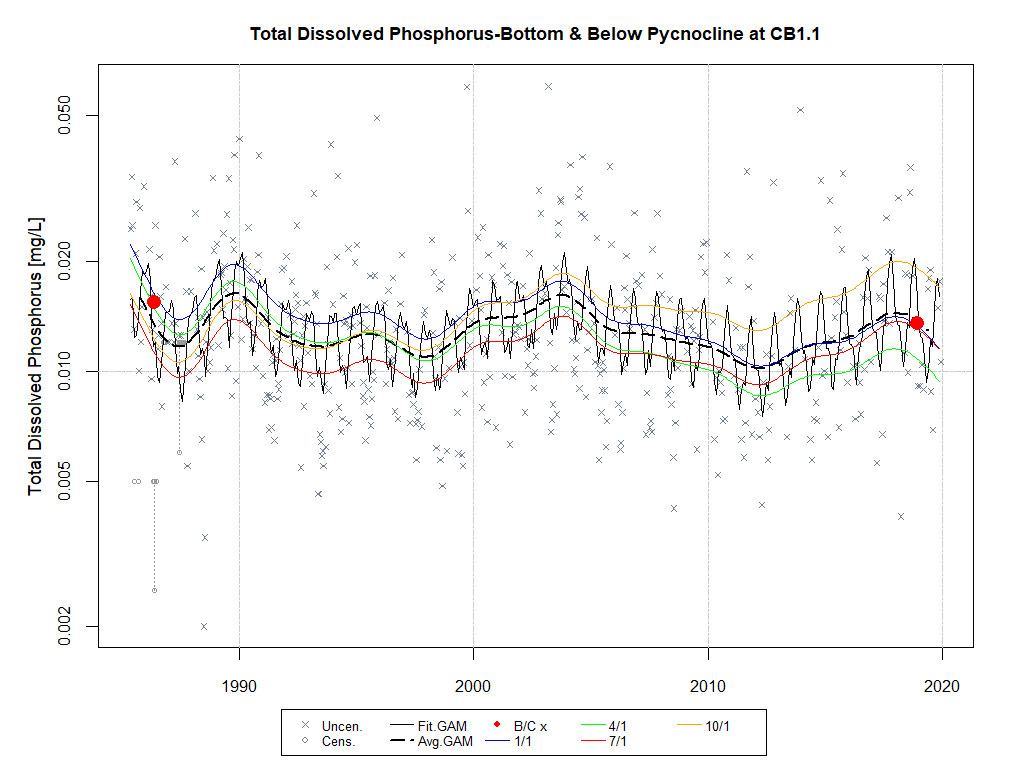 Total Dissolved Phosphorus-Bottom & Below Pycnocline at CB1.1
Total Dissolved Phosphorus [mg/L]
0.050
0.020
0.010
0.005
0.002
1990 2000 2010 2020
Uncen. Fit.GAM B/C x 4/1 10/1
Cens. Avg.GAM 1/1 7/1